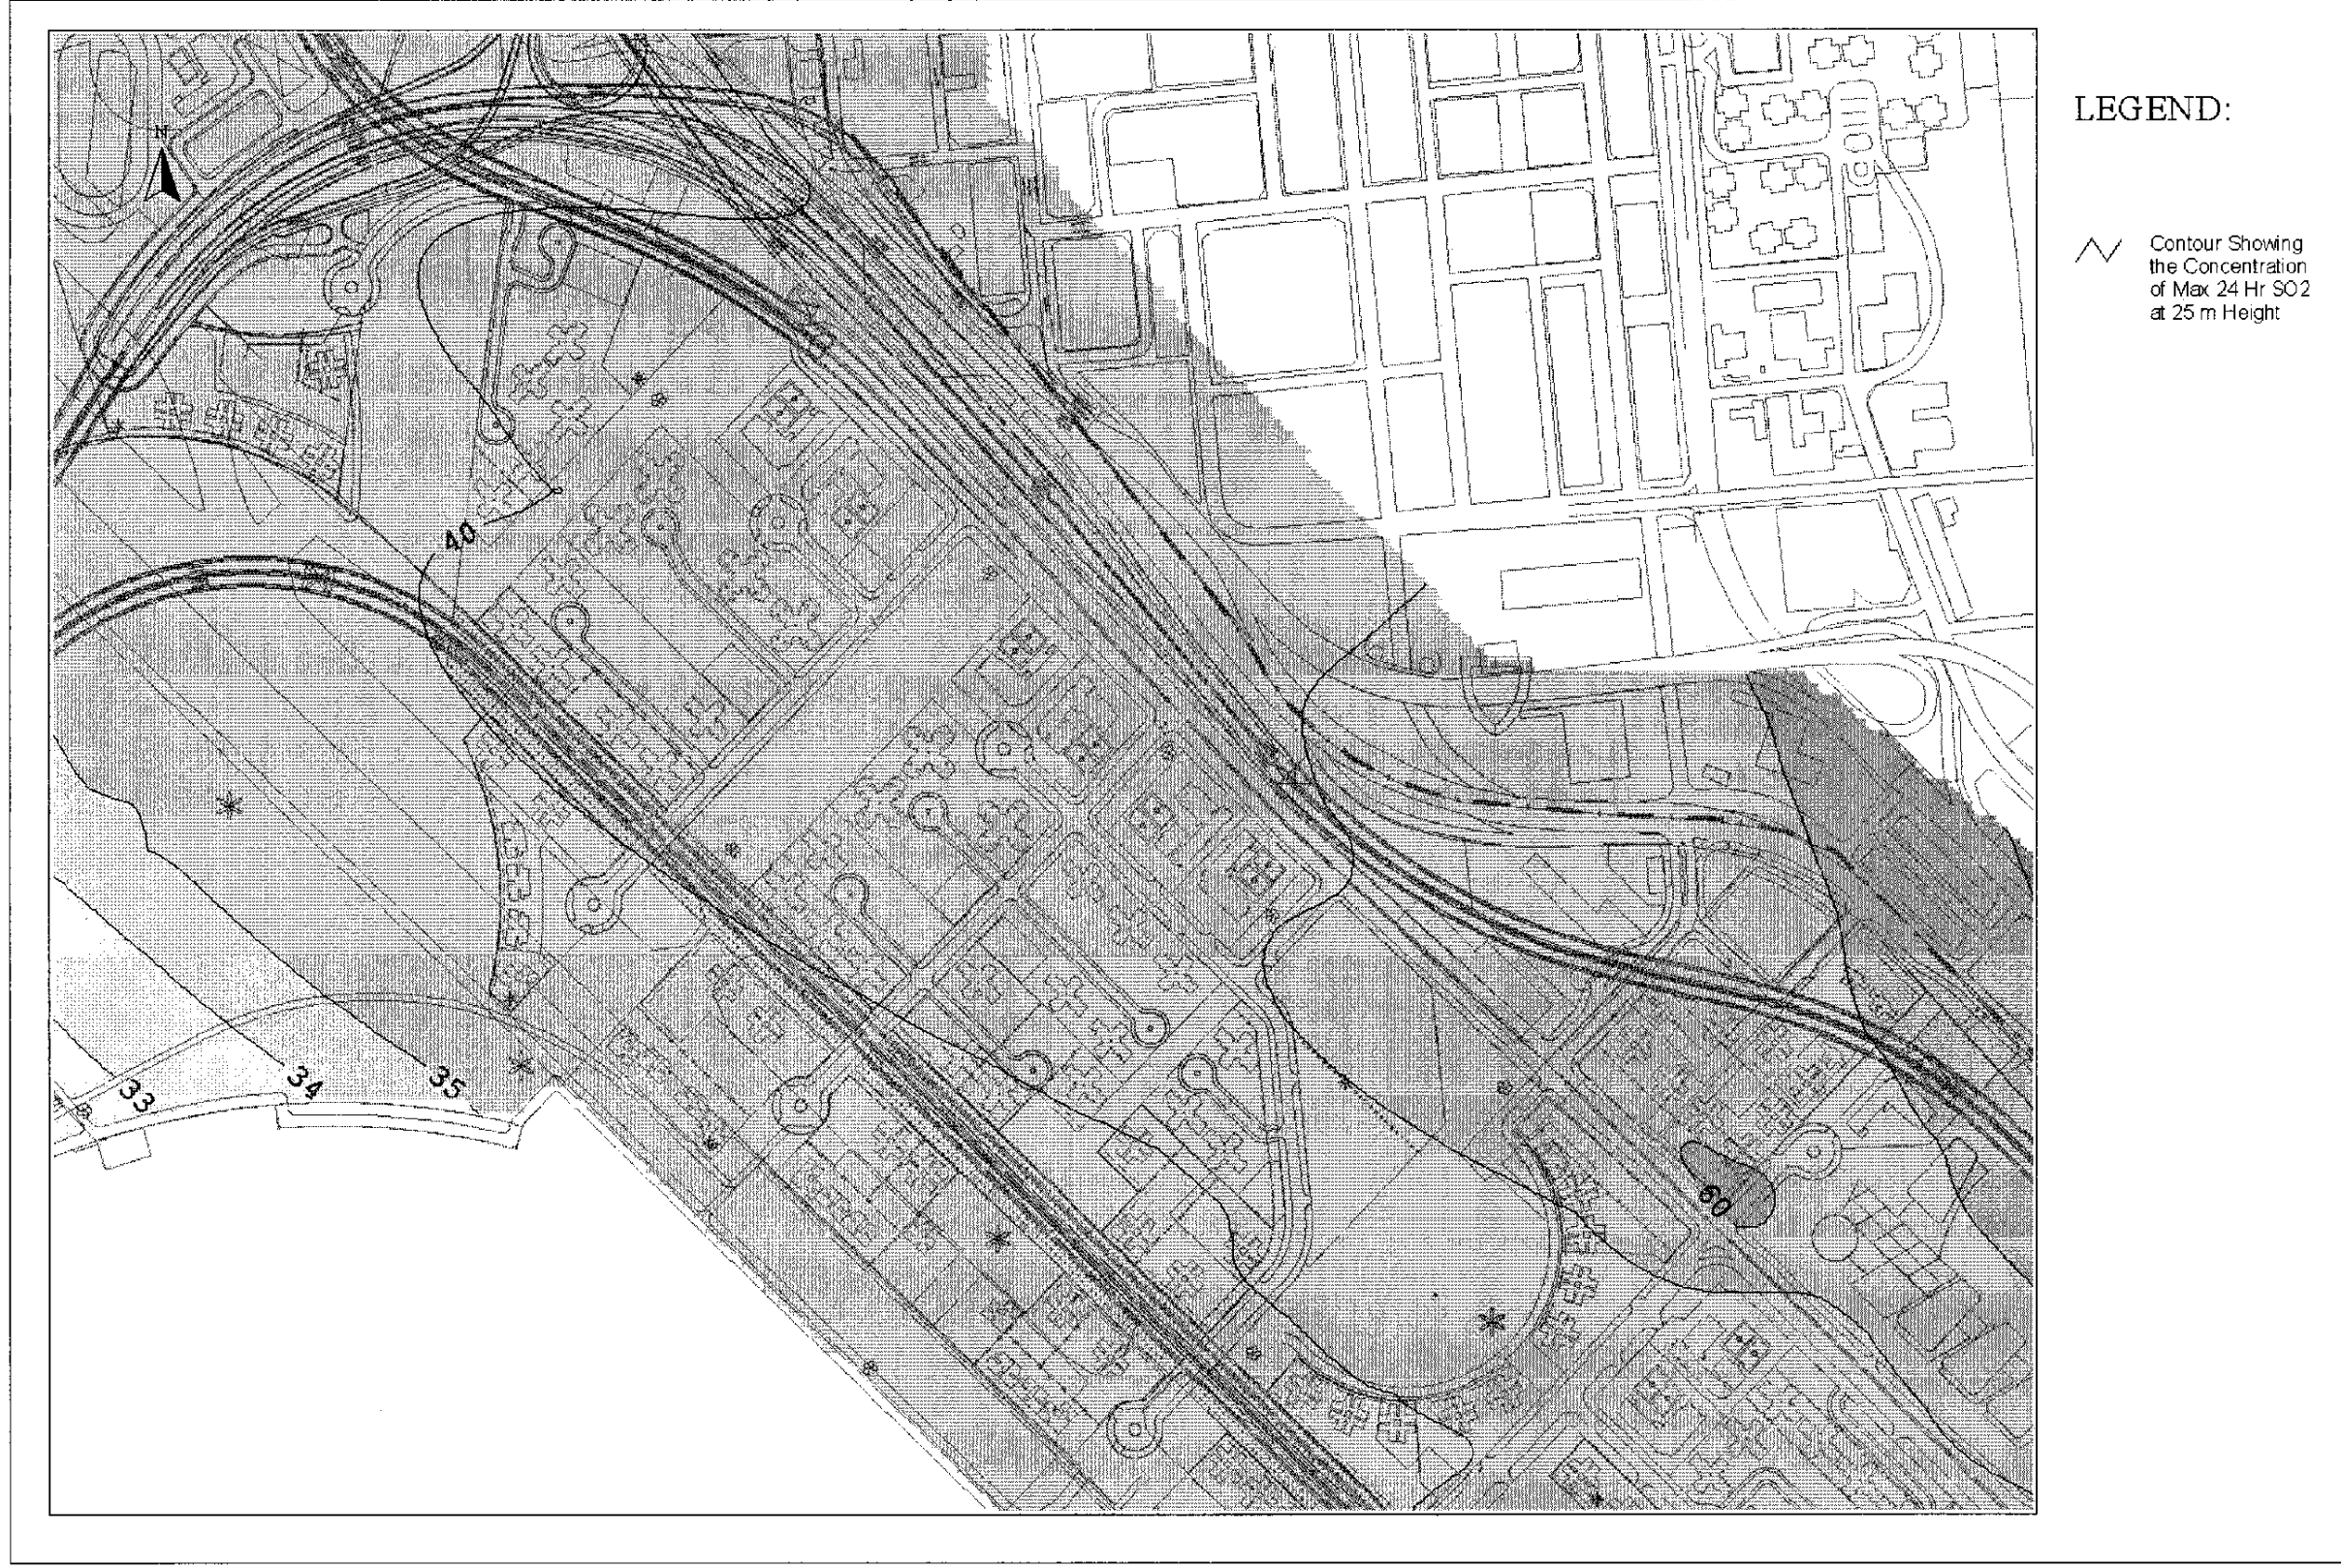 LEGEND:
N
Contour Showing
the Concentration
of Max 24 Hr SO2
at 25 m Height
40
33
34
35
60